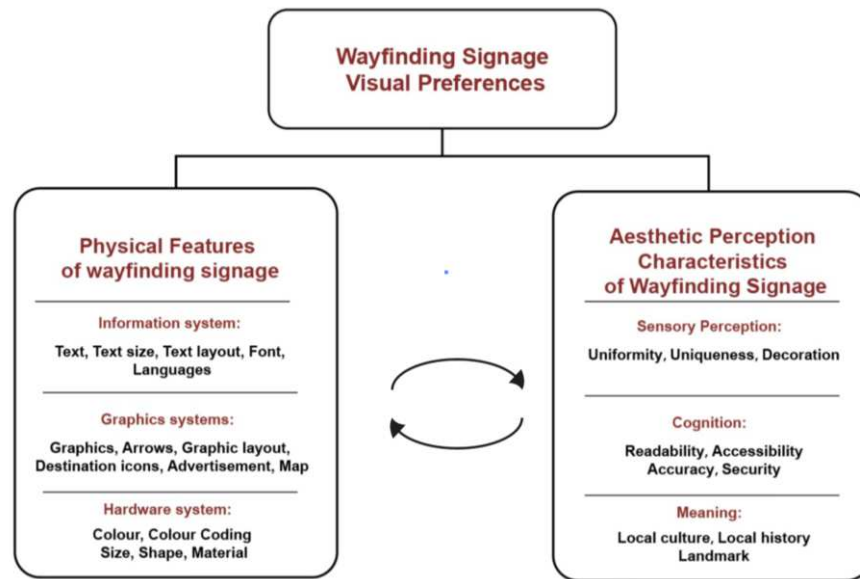 Wayfinding Signage
Visual Preferences
Physical Features
of wayfinding signage
Information system:
Text, Text size, Text layout, Font,
Languages
Graphics systems:
Graphics, Arrows, Graphic layout,
Destination icons, Advertisement, Map
Hardware system:
Colour, Colour Coding
Size, Shape, Material
Aesthetic Perception
Characteristics
of Wayfinding Signage
Sensory Perception:
Uniformity, Uniqueness, Decoration
Cognition:
Readability, Accessibility
Accuracy, Security
Meaning:
Local culture, Local history
Landmark